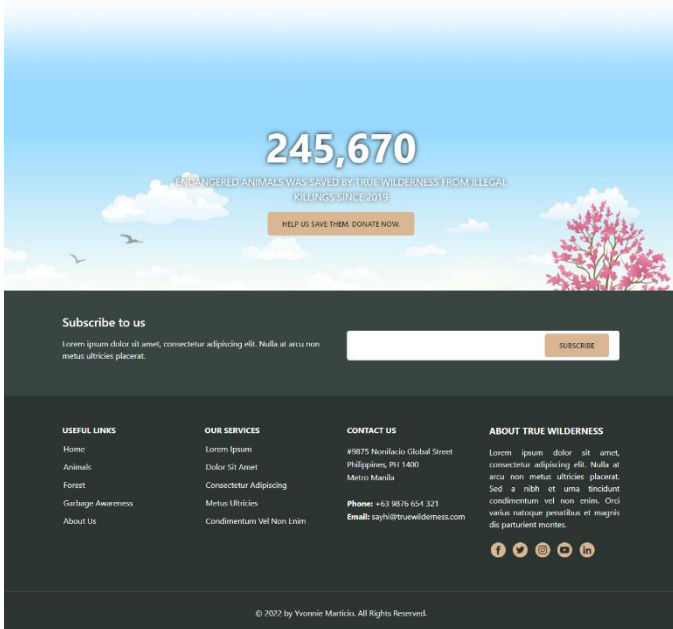 245,670
ENDANGERED ANIMALS WAS SAVED BY TRUE WILDERNESS FROM ILLEGAL
KILLINGS SINCE 2019
HELP US SAVE THEM, DONATE NOW.
Subscribe to us
Lorem ipsum dolor sit amet, consectetur adipiscing elit. Nulla at arcu non
metus ultricies placerat.
SUBSCRIBE
USEFUL LINKS
Home
Animals
Forest
Garbage Awareness
About Us
OUR SERVICES
Lorem Ipsum
Dolor Sit Amet
Consectetur Adipiscing
Metus Ultricies
Condimentum Vel Non Enim
CONTACT US
#9875 Nonifacio Global Street
Philippines, PH 1400
Metro Manila
Phone: +63 9876 654 321
Email: sayhi@truewilderness.com
ABOUT TRUE WILDERNESS
Lorem ipsum dolor sit amet,
consectetur adipiscing elit. Nulla at
arcu non metus ultricies placerat.
Sed a nibh et urna tincidunt
condimentum vel non enim. Orci
varius natoque penatibus et magnis
dis parturient montes.
© 2022 by Yvonnie Marticio. All Rights Reserved.